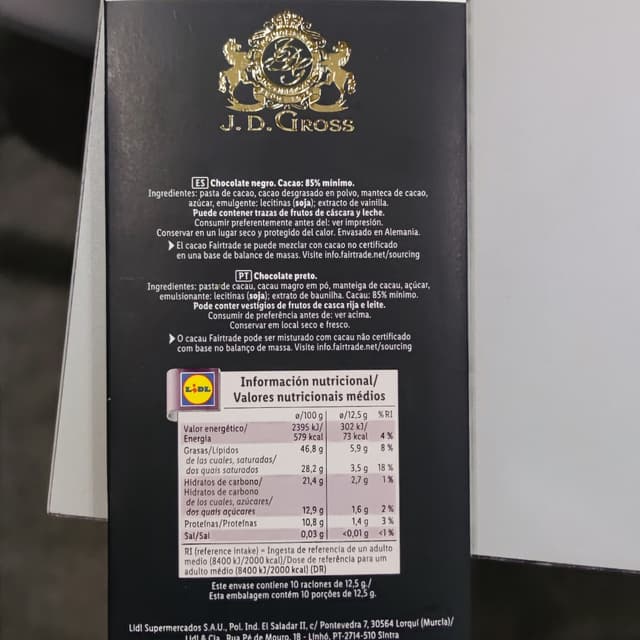 J. D. GROSS
ES Chocolate negro. Cacao: 85% mínimo.
Ingredientes: pasta de cacao, cacao desgrasado en polvo, manteca de cacao,
azúcar, emulgente: lecitinas (soja); extracto de vainilla.
Puede contener trazas de frutos de cáscara y leche.
Consumir preferentemente antes del: ver impresión.
Conservar en un lugar seco y protegido del calor. Envasado en Alemania.
El cacao Fairtrade se puede mezclar con cacao no certificado
en una base de balance de masas. Visite info.fairtrade.net/sourcing
PT Chocolate preto.
Ingredientes: pasta de cacau, cacau magro em pó, manteiga de cacau, açúcar,
emulsionante: lecitinas (soja); extrato de baunilha. Cacau: 85% mínimo.
Pode conter vestígios de frutos de casca rija e leite.
Consumir de preferência antes de: ver acima.
Conservar em local seco e fresco.
O cacau Fairtrade pode ser misturado com cacau não certificado
com base no balanço de massa. Visite info.fairtrade.net/sourcing
LIDL
Información nutricional/
Valores nutricionais médios
ø/100 g ø/12,5 g %RI
Valor energético/ 2395 kJ/ 302 kJ/
Energia 579 kcal 73 kcal 4 %
Grasas/Lípidos 46,8 g 5,9 g 8 %
de las cuales, saturadas/
dos quais saturados 28,2 g 3,5 g 18 %
Hidratos de carbono/ 21,4 g 2,7 g 1 %
Hidratos de carbono
de los cuales, azúcares/
dos quais açúcares 12,9 g 1,6 g 2 %
Proteínas/Proteínas 10,8 g 1,4 g 3 %
Sal/Sal 0,03 g <0,01 g <1 %
RI (reference intake) = Ingesta de referencia de un adulto
medio (8400 kJ/2000 kcal)/Dose de referência para um
adulto médio (8400 kJ/2000 kcal) (DR)
Este envase contiene 10 raciones de 12,5 g./
Esta embalagem contém 10 porções de 12,5 g.
Lidl Supermercados S.A.U., Pol. Ind. El Saladar II, c/ Pontevedra 7, 30564 Lorquí (Murcia)/
Lidl & Cia., Rua Pé de Mouro, 18 - Linhó, PT-2714-510 Sintra